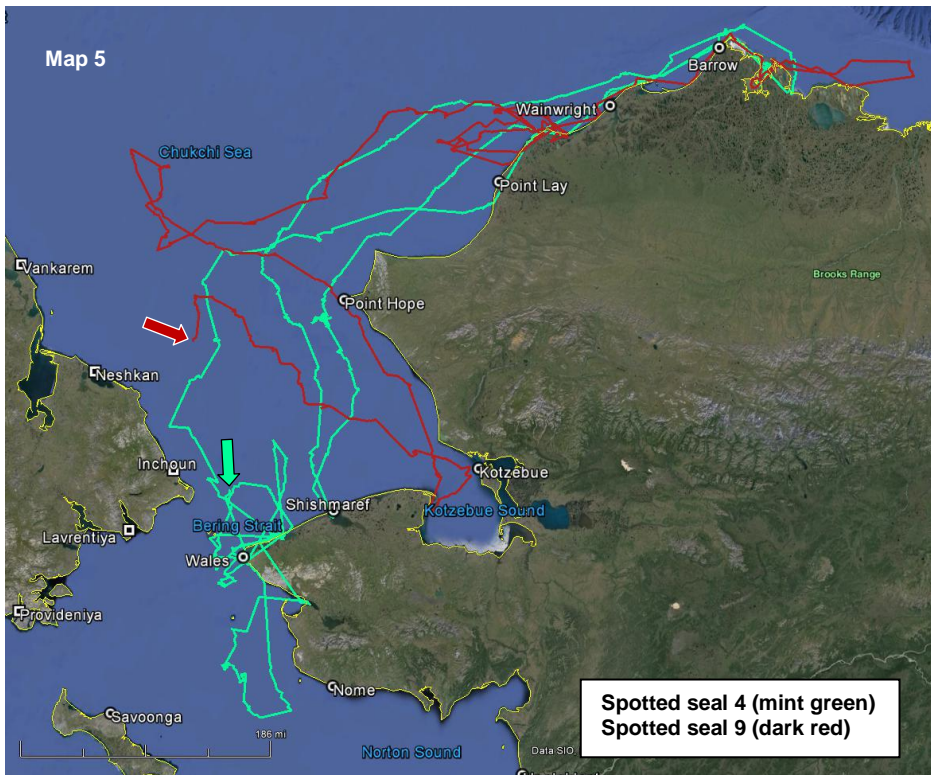 Map 5
Barrow
Wainwright
Chukchi Sea
Point Lay
Vankarem
Brooks Range
Point Hope
Neshkan
Inchoun
Kotzebue
Shishmaref
Kotzebue Sound
Bering Strait
Lavrentiya
Wales
Provideniya
Nome
Savoonga
Spotted seal 4 (mint green)
Spotted seal 9 (dark red)
186 mi
Norton Sound
Data SIO,